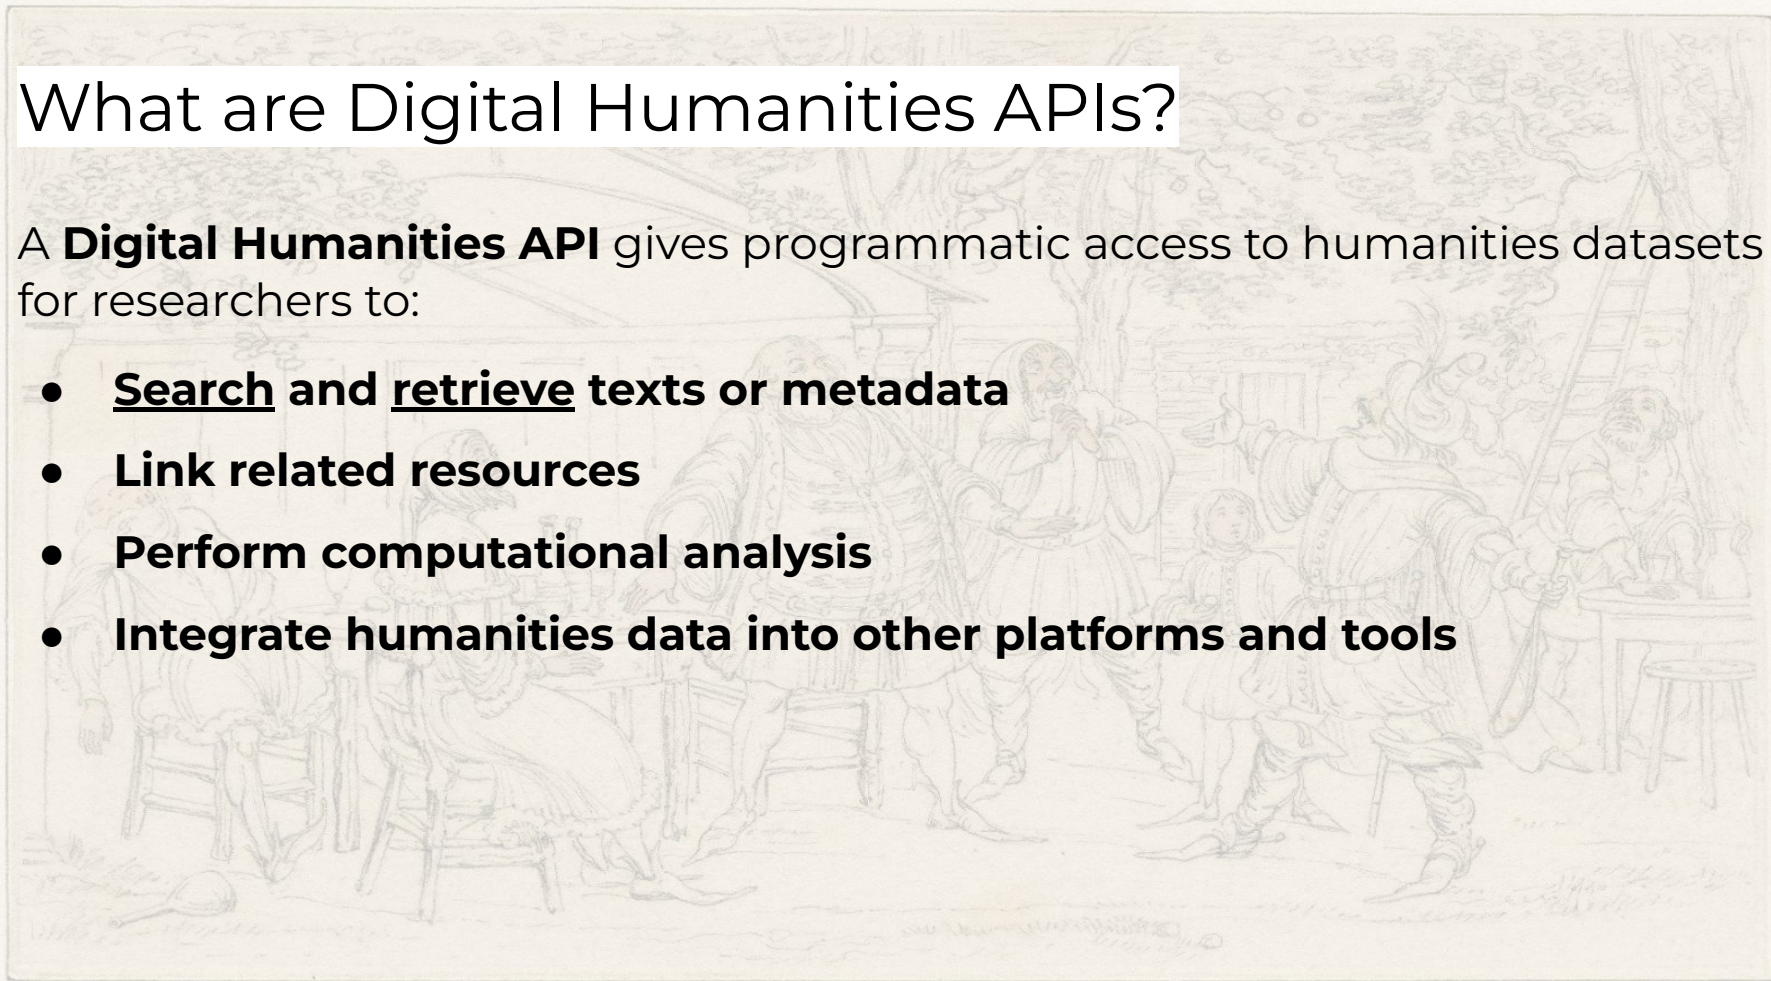 What are Digital Humanities APIs?
A Digital Humanities API gives programmatic access to humanities datasets
for researchers to:
● Search and retrieve texts or metadata
● Link related resources
● Perform computational analysis
● Integrate humanities data into other platforms and tools